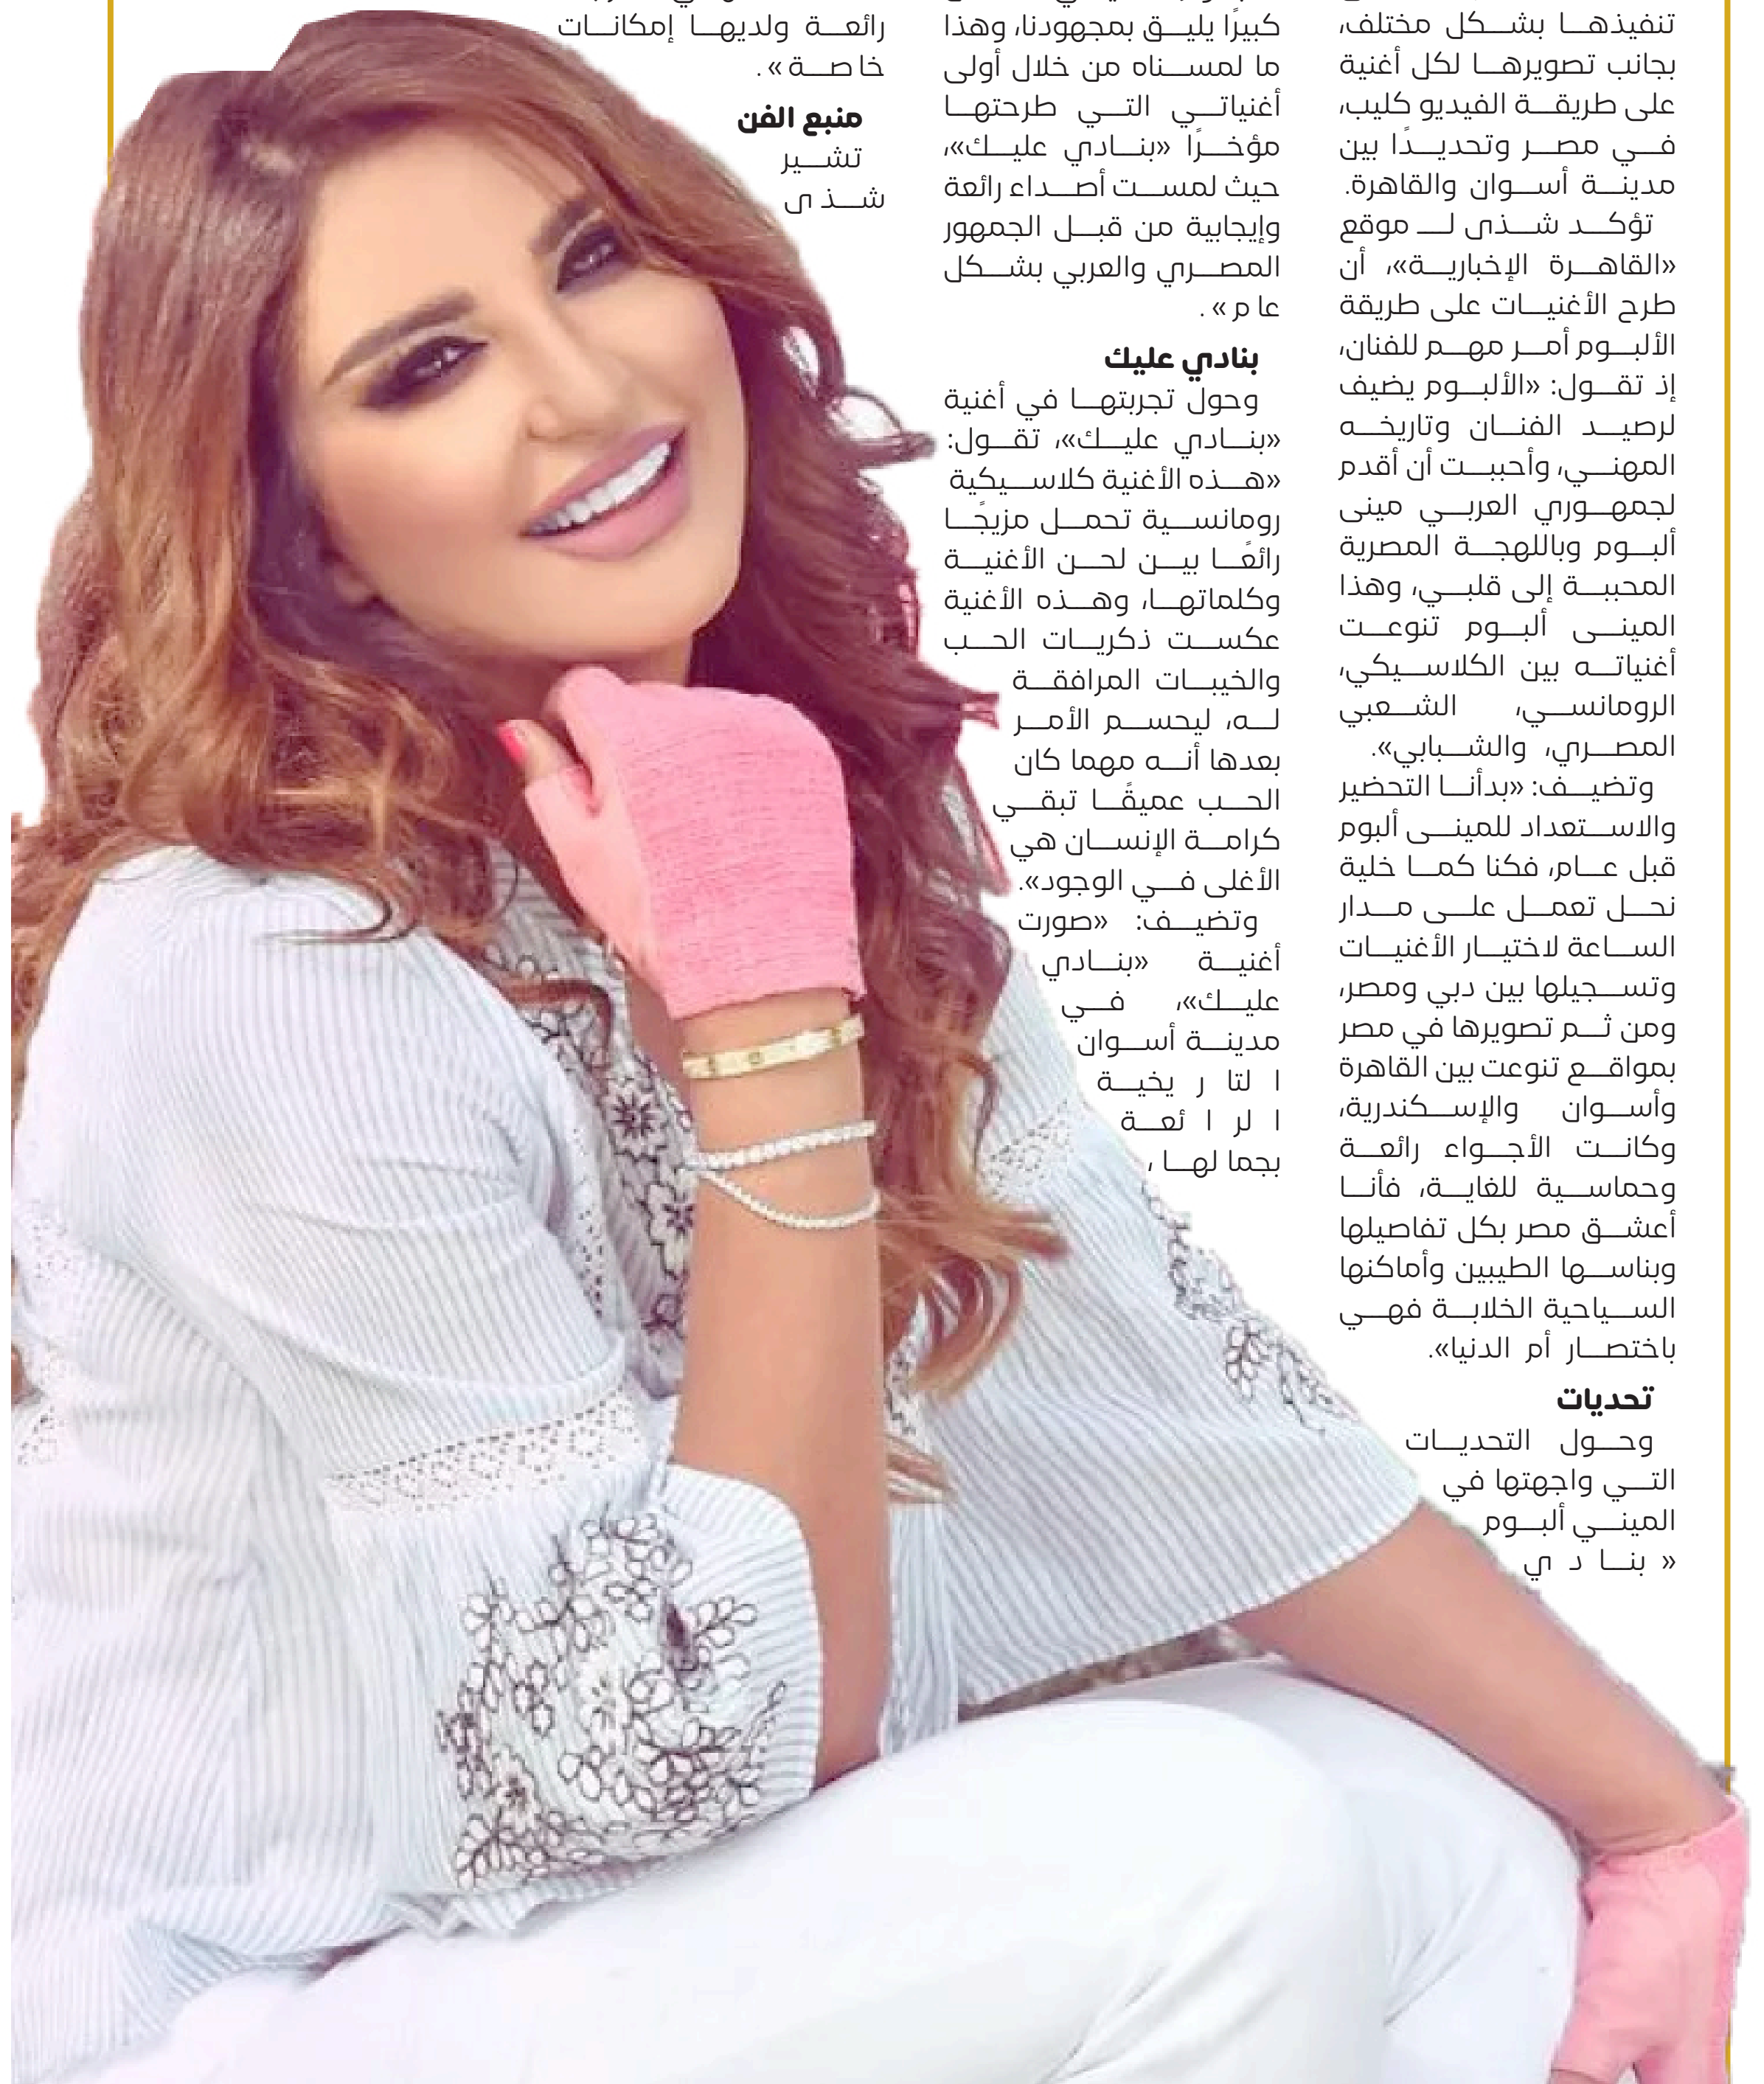 تنفيذها بشكل مختلف،
بجانب تصويرها لكل أغنية
على طريقة الفيديو كليب،
في مصر وتحديدًا بين
مدينة أسوان والقاهرة.
تؤكد شذى لـ موقع
«القاهرة الإخبارية»، أن
طرح الأغنيات على طريقة
الألبوم أمر مهم للفنان،
إذ تقول: «الألبوم يضيف
لرصيد الفنان وتاريخه
المهني، وأحببت أن أقدم
لجمهوري العربي مينى
ألبوم وباللهجة المصرية
المحببة إلى قلبي، وهذا
المينى ألبوم تنوعت
أغنياته بين الكلاسيكي،
الرومانسي، الشعبي
المصري، والشبابي».
وتضيف: «بدأنا التحضير
والاستعداد للمينى ألبوم
قبل عام، فكنا كما خلية
نحل تعمل على مدار
الساعة لاختيار الأغنيات
وتسجيلها بين دبي ومصر،
ومن ثم تصويرها في مصر
بمواقع تنوعت بين القاهرة
وأسوان والإسكندرية،
وكانت الأجواء رائعة
وحماسية للغاية، فأنا
أعشق مصر بكل تفاصيلها
وبناسها الطيبين وأماكنها
السياحية الخلابة فهي
باختصار أم الدنيا».
تحديات
وحول التحديات
التي واجهتها في
الميني ألبوم
«بنادي
كبيرًا يليق بمجهودنا، وهذا
ما لمسناه من خلال أولى
أغنياتي التي طرحتها
مؤخرًا «بنادي عليك»،
حيث لمست أصداء رائعة
وإيجابية من قبل الجمهور
المصري والعربي بشكل
عام».
بنادي عليك
وحول تجربتها في أغنية
«بنادي عليك»، تقول:
«هذه الأغنية كلاسيكية
رومانسية تحمل مزيجًا
رائعًا بين لحن الأغنية
وكلماتها، وهذه الأغنية
عكست ذكريات الحب
والخيبات المرافقة
له، ليحسم الأمر
بعدها أنه مهما كان
الحب عميقًا تبقي
كرامة الإنسان هي
الأغلى في الوجود».
وتضيف: «صورت
أغنية «بنادي
عليك»، في
مدينة أسوان
التاريخية
الرائعة
بجمالها،
رائعة ولديها إمكانات
خاصة».
منبع الفن
تشير
شذى